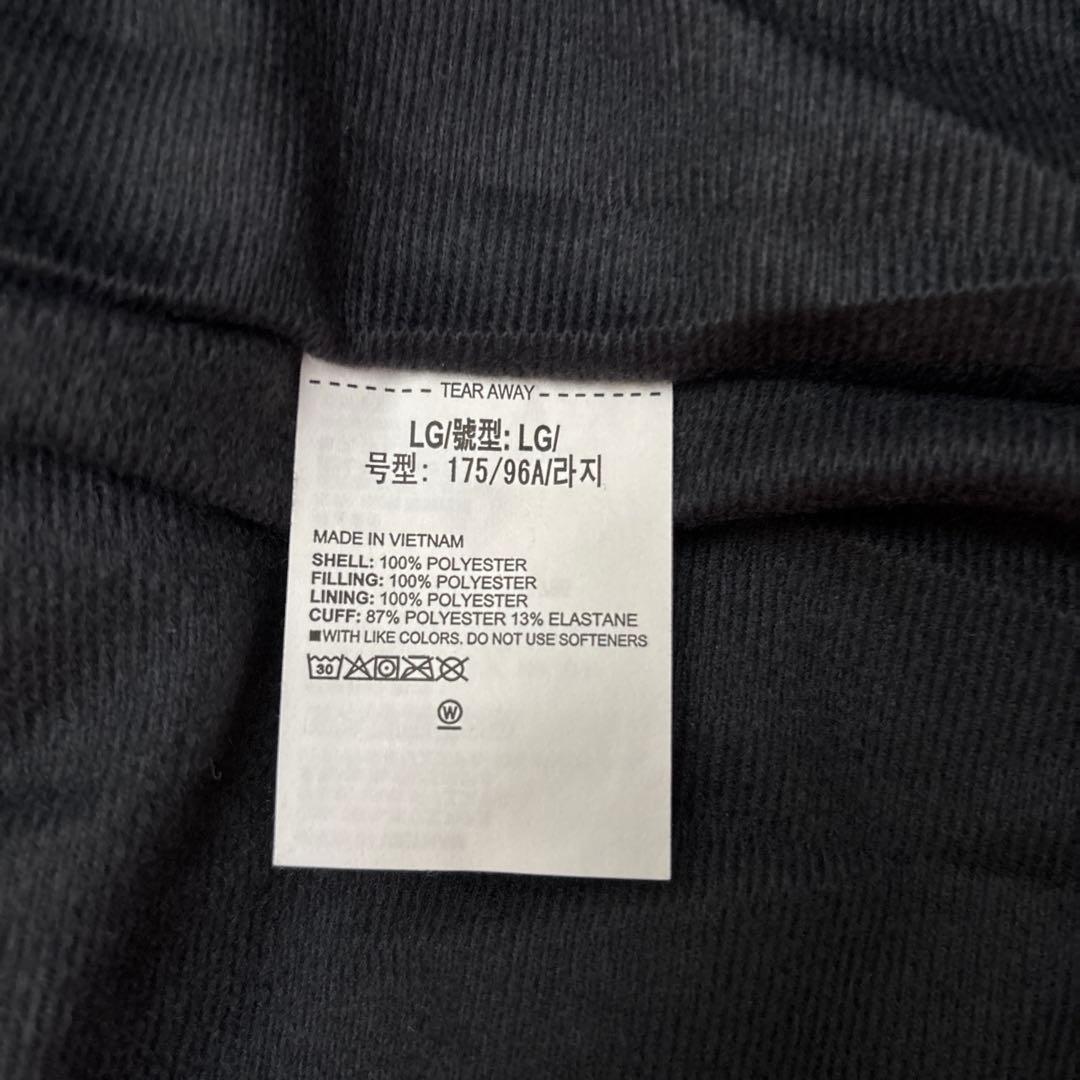 TEAR AWAY
LG/號型: LG/
号型: 175/96A/라지
MADE IN VIETNAM
SHELL: 100% POLYESTER
FILLING: 100% POLYESTER
LINING: 100% POLYESTER
CUFF: 87% POLYESTER 13% ELASTANE
■WITH LIKE COLORS. DO NOT USE SOFTENERS
30
W